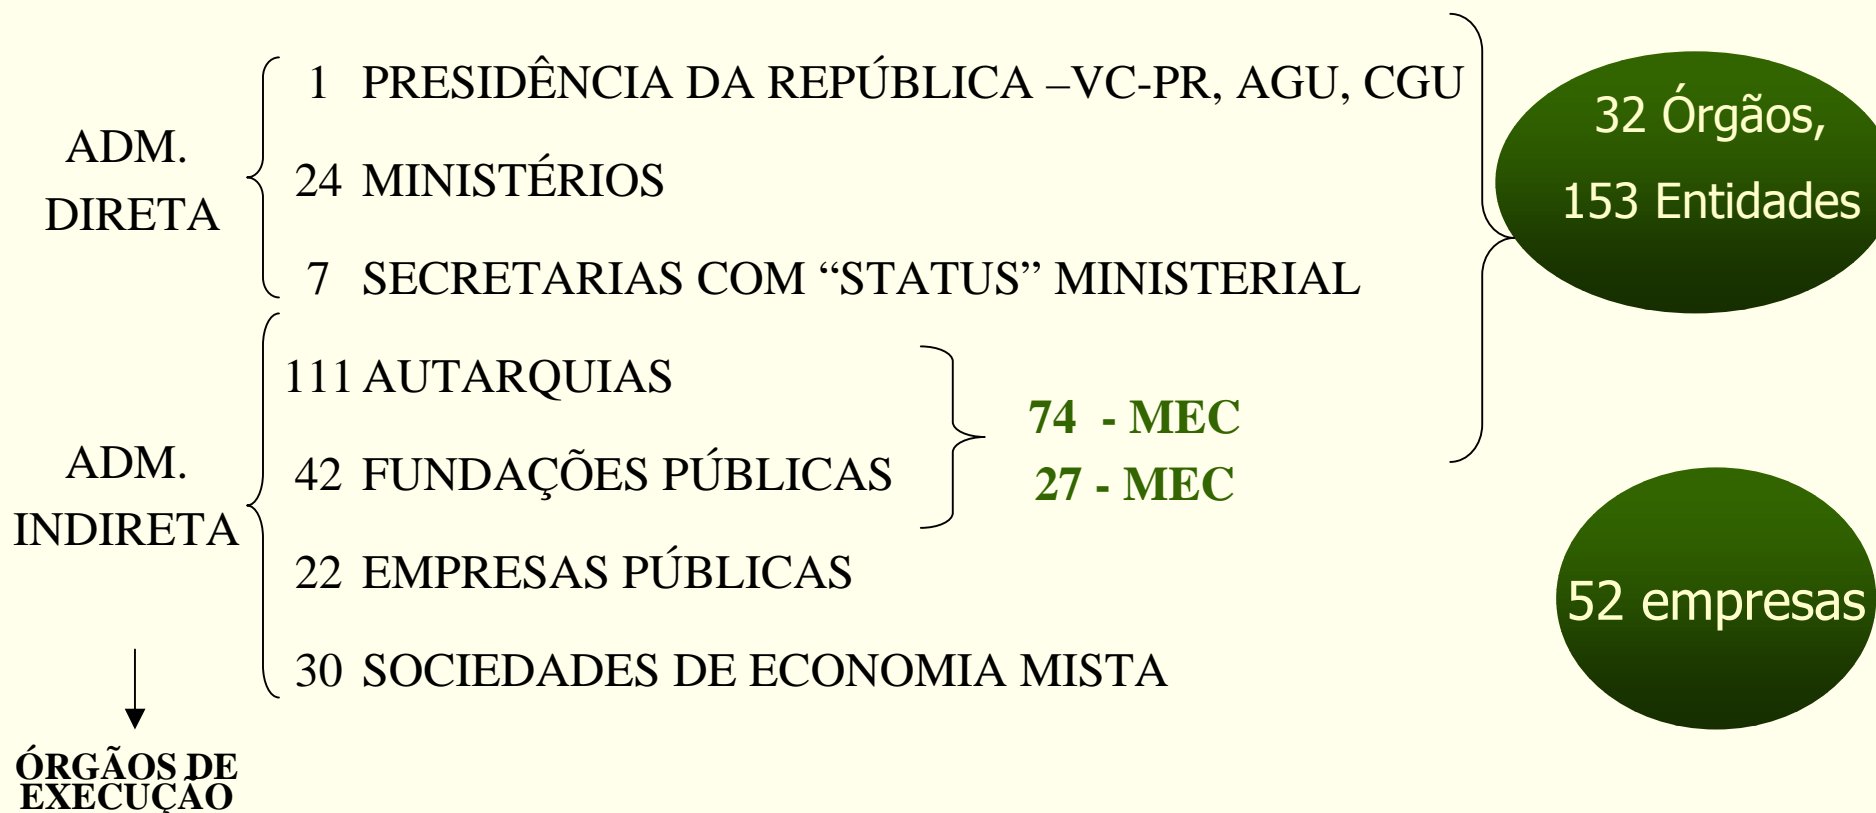 ADM.
DIRETA
1 PRESIDÊNCIA DA REPÚBLICA –VC-PR, AGU, CGU
24 MINISTÉRIOS
7 SECRETARIAS COM “STATUS” MINISTERIAL
32 Órgãos,
153 Entidades
ADM.
INDIRETA
111 AUTARQUIAS
42 FUNDAÇÕES PÚBLICAS
22 EMPRESAS PÚBLICAS
30 SOCIEDADES DE ECONOMIA MISTA
74 - MEC
27 - MEC
52 empresas
ÓRGÃOS DE
EXECUÇÃO